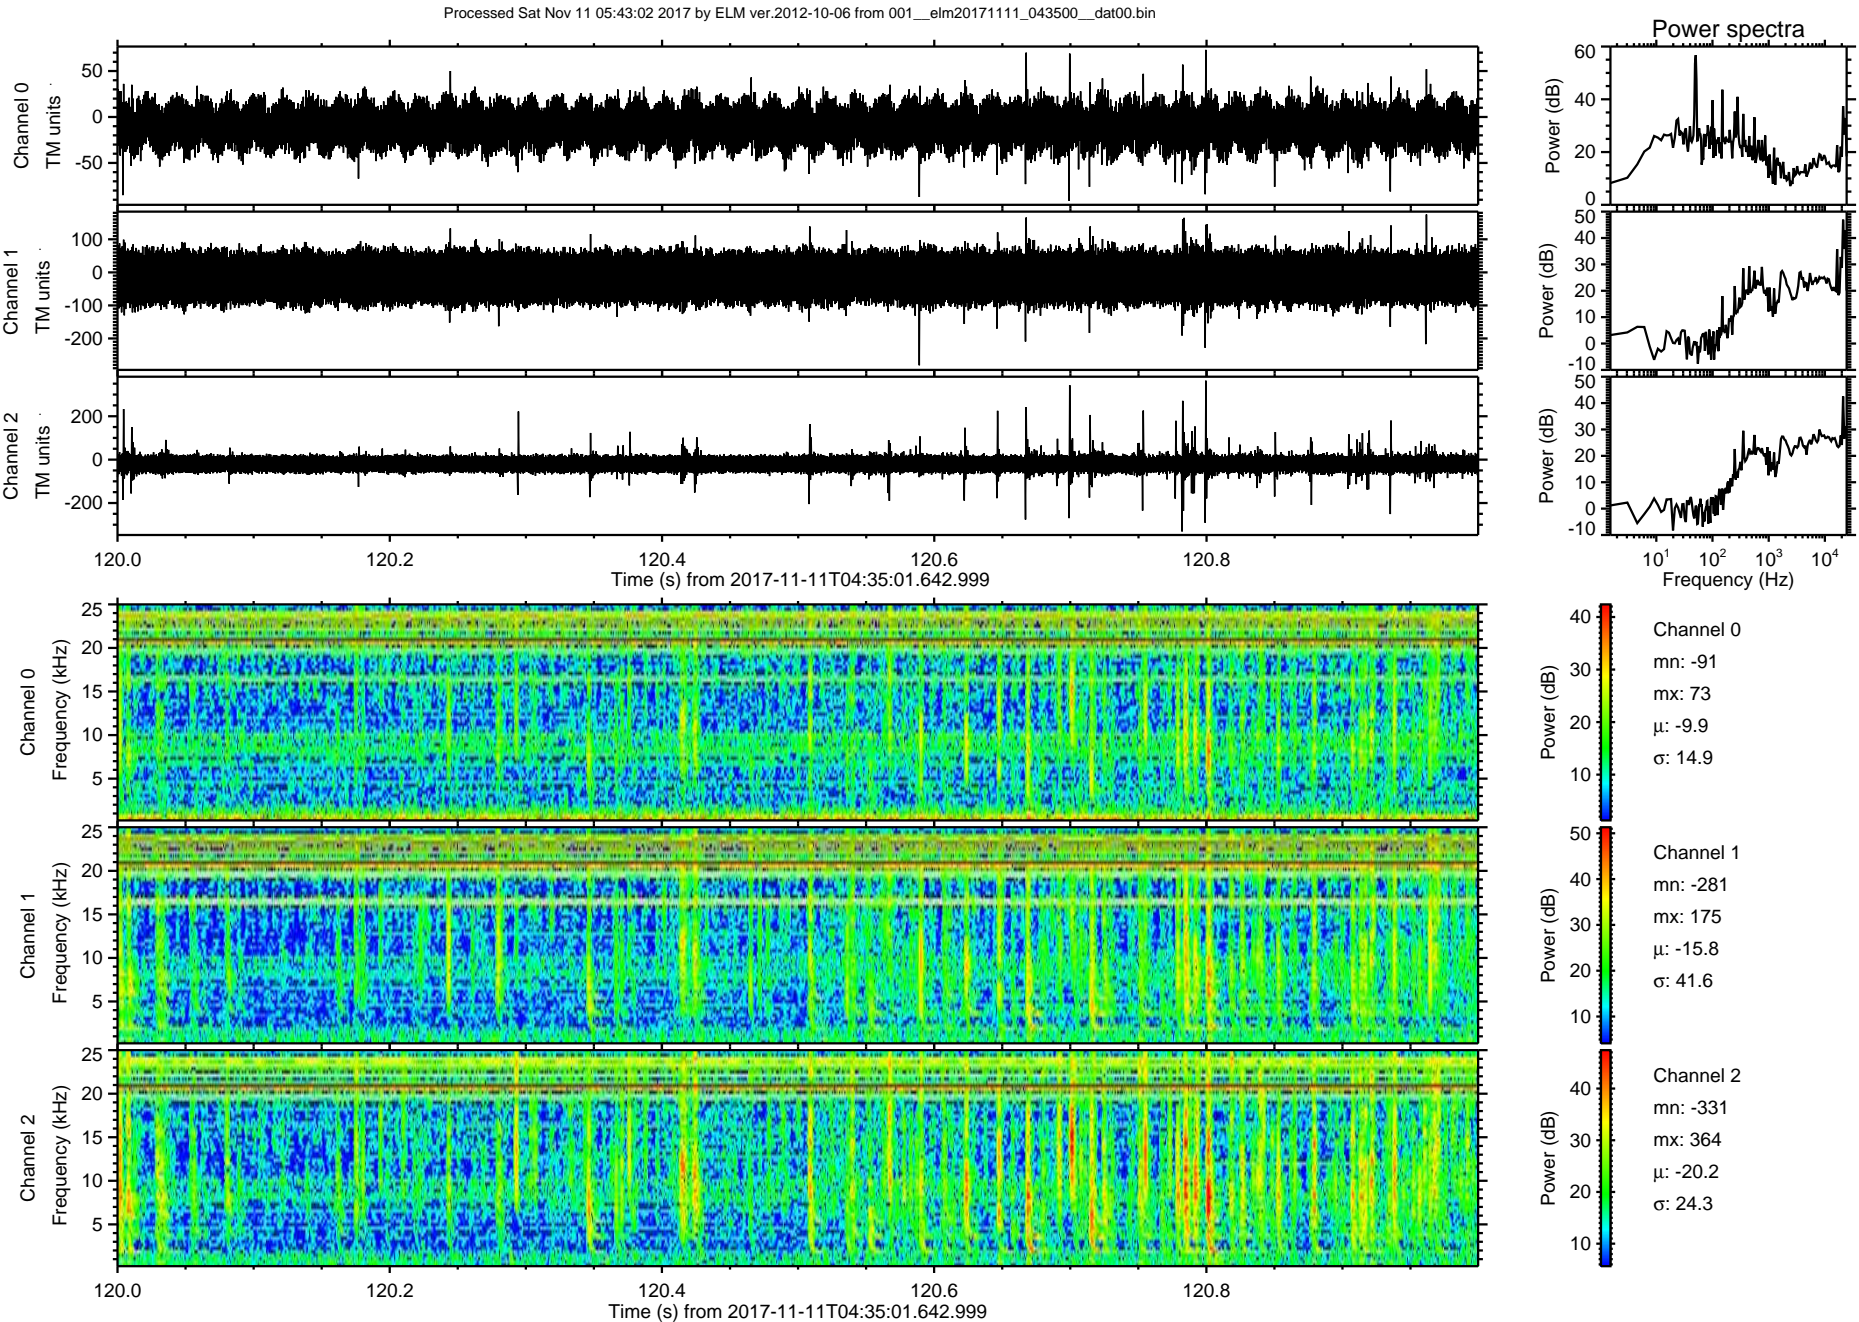 Processed Sat Nov 11 05:43:02 2017 by ELM ver.2012-10-06 from 001__elm20171111_043500__dat00.bin
Power spectra
Channel 0
TM units
50
0
-50
Power (dB)
60
40
20
0
Channel 1
TM units
100
0
-100
-200
Power (dB)
50
40
30
20
10
0
-10
Channel 2
TM units
200
0
-200
Power (dB)
50
40
30
20
10
0
-10
120.0 120.2 120.4 120.6 120.8
Time (s) from 2017-11-11T04:35:01.642.999
10^1 10^2 10^3 10^4
Frequency (Hz)
Channel 0
Frequency (kHz)
25
20
15
10
5
Power (dB)
40
30
20
10
Channel 0
mn: -91
mx: 73
μ: -9.9
σ: 14.9
Channel 1
Frequency (kHz)
25
20
15
10
5
Power (dB)
50
40
30
20
10
Channel 1
mn: -281
mx: 175
μ: -15.8
σ: 41.6
Channel 2
Frequency (kHz)
25
20
15
10
5
Power (dB)
40
30
20
10
Channel 2
mn: -331
mx: 364
μ: -20.2
σ: 24.3
120.0 120.2 120.4 120.6 120.8
Time (s) from 2017-11-11T04:35:01.642.999